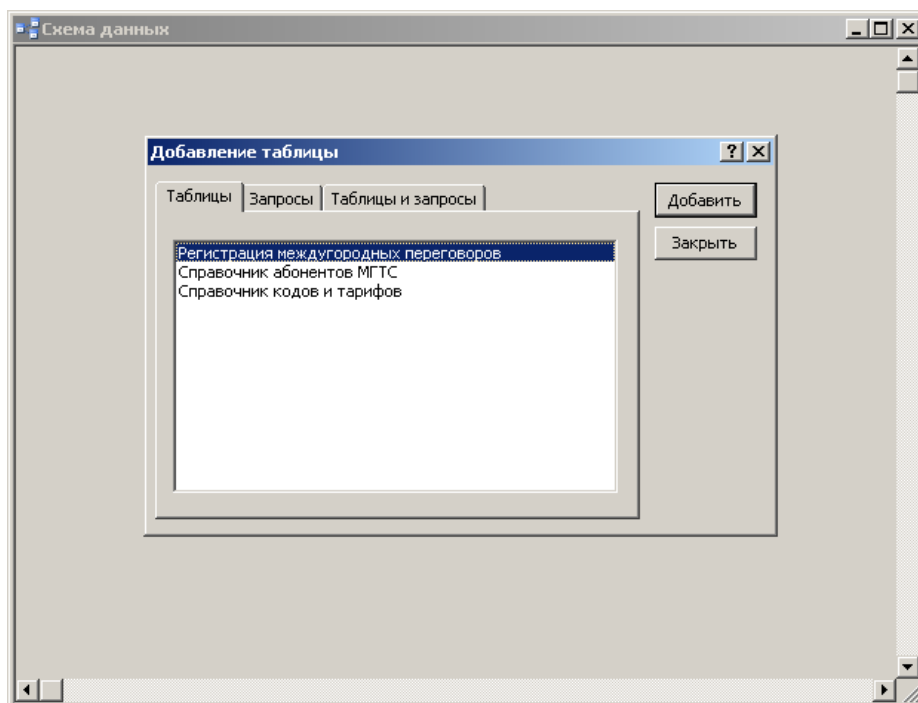 Схема данных
Добавление таблицы
Таблицы Запросы Таблицы и запросы
Добавить
Закрыть
Регистрация междугородных переговоров
Справочник абонентов МГТС
Справочник кодов и тарифов